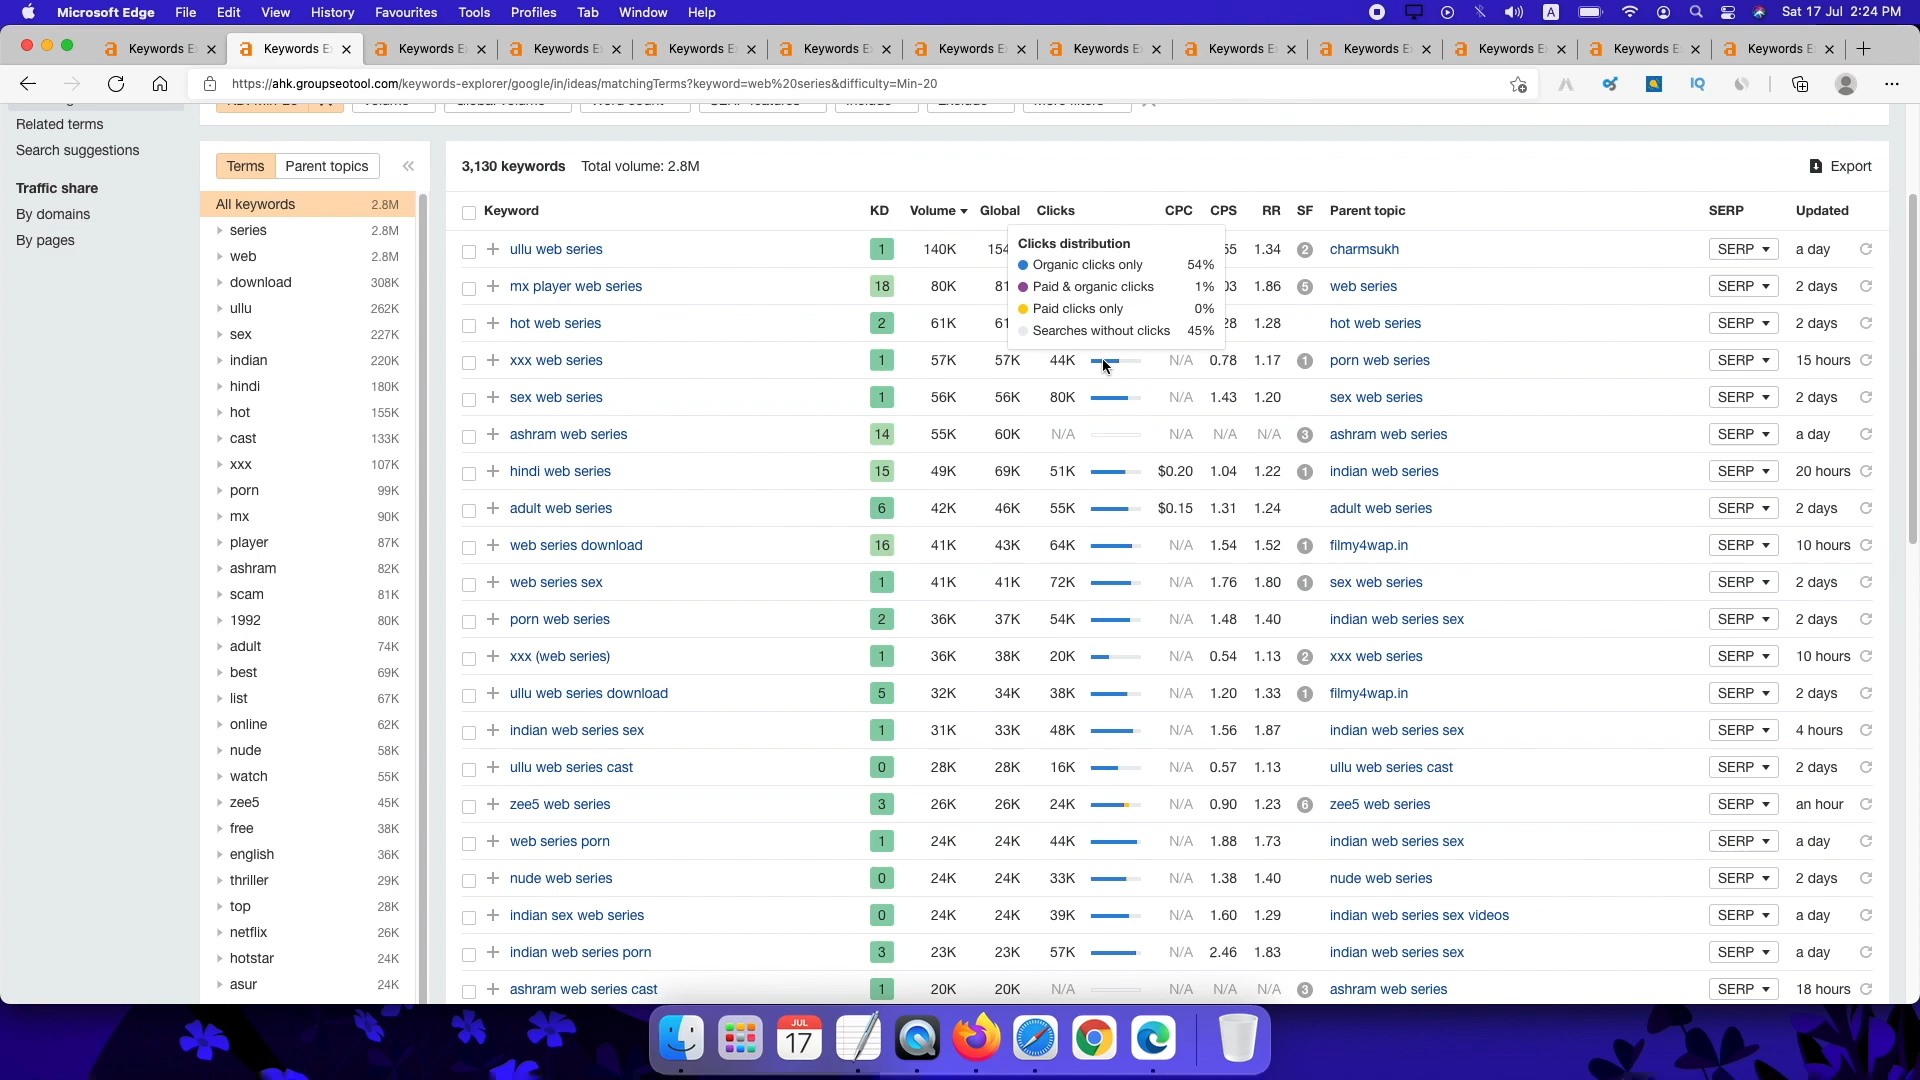 Microsoft Edge File Edit View History Favourites Tools Profiles Tab Window Help A Sat 17 Jul 2:24 PM
Keywords E Keywords E Keywords E Keywords E Keywords E Keywords E Keywords E Keywords E Keywords E Keywords E Keywords E Keywords E Keywords E
https://ahk.groupseotool.com/keywords-explorer/google/in/ideas/matchingTerms?keyword=web%20series&difficulty=Min-20 IQ
Related terms
Search suggestions
Traffic share
By domains
By pages
Terms Parent topics
All keywords 2.8M
series 2.8M
web 2.8M
download 308K
ullu 262K
sex 227K
indian 220K
hindi 180K
hot 155K
cast 133K
xxx 107K
porn 99K
mx 90K
player 87K
ashram 82K
scam 81K
1992 80K
adult 74K
best 69K
list 67K
online 62K
nude 58K
watch 55K
zee5 45K
free 38K
english 36K
thriller 29K
top 28K
netflix 26K
hotstar 24K
asur 24K
3,130 keywords Total volume: 2.8M Export
Keyword KD Volume Global Clicks CPC CPS RR SF Parent topic SERP Updated
ullu web series 1 140K 154 55 1.34 2 charmsukh SERP a day
mx player web series 18 80K 81 03 1.86 5 web series SERP 2 days
hot web series 2 61K 61 28 1.28 hot web series SERP 2 days
Clicks distribution
Organic clicks only 54%
Paid & organic clicks 1%
Paid clicks only 0%
Searches without clicks 45%
xxx web series 1 57K 57K 44K N/A 0.78 1.17 1 porn web series SERP 15 hours
sex web series 1 56K 56K 80K N/A 1.43 1.20 sex web series SERP 2 days
ashram web series 14 55K 60K N/A N/A N/A N/A 3 ashram web series SERP a day
hindi web series 15 49K 69K 51K $0.20 1.04 1.22 1 indian web series SERP 20 hours
adult web series 6 42K 46K 55K $0.15 1.31 1.24 adult web series SERP 2 days
web series download 16 41K 43K 64K N/A 1.54 1.52 1 filmy4wap.in SERP 10 hours
web series sex 1 41K 41K 72K N/A 1.76 1.80 1 sex web series SERP 2 days
porn web series 2 36K 37K 54K N/A 1.48 1.40 indian web series sex SERP 2 days
xxx (web series) 1 36K 38K 20K N/A 0.54 1.13 2 xxx web series SERP 10 hours
ullu web series download 5 32K 34K 38K N/A 1.20 1.33 1 filmy4wap.in SERP 2 days
indian web series sex 1 31K 33K 48K N/A 1.56 1.87 indian web series sex SERP 4 hours
ullu web series cast 0 28K 28K 16K N/A 0.57 1.13 ullu web series cast SERP 2 days
zee5 web series 3 26K 26K 24K N/A 0.90 1.23 6 zee5 web series SERP an hour
web series porn 1 24K 24K 44K N/A 1.88 1.73 indian web series sex SERP a day
nude web series 0 24K 24K 33K N/A 1.38 1.40 nude web series SERP 2 days
indian sex web series 0 24K 24K 39K N/A 1.60 1.29 indian web series sex videos SERP a day
indian web series porn 3 23K 23K 57K N/A 2.46 1.83 indian web series sex SERP a day
ashram web series cast 1 20K 20K N/A N/A N/A N/A 3 ashram web series SERP 18 hours
JUL
17